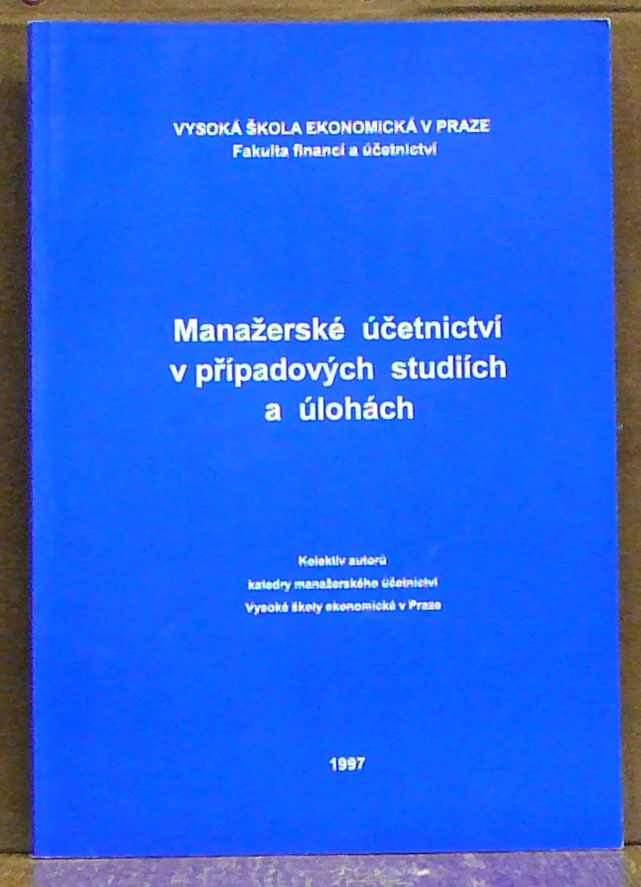 VYSOKÁ ŠKOLA EKONOMICKÁ V PRAZE
Fakulta financí a účetnictví
Manažerské účetnictví
v případových studiích
a úlohách
Kolektiv autorů
katedry manažerského účetnictví
Vysoké školy ekonomické v Praze
1997